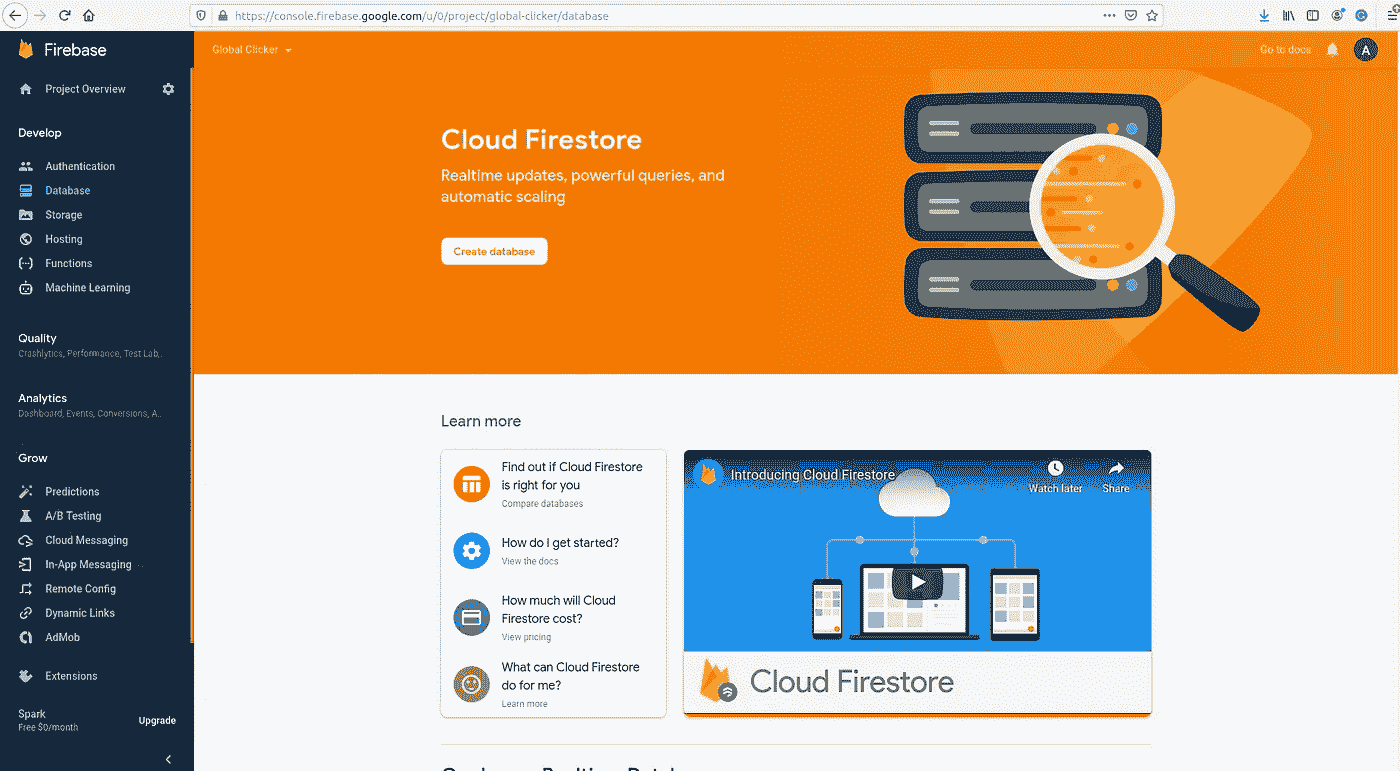 https://console.firebase.google.com/u/0/project/global-clicker/database
Firebase
Project Overview
Develop
Authentication
Database
Storage
Hosting
Functions
Machine Learning
Quality
Crashlytics, Performance, Test Lab,..
Analytics
Dashboard, Events, Conversions, A..
Grow
Predictions
A/B Testing
Cloud Messaging
In-App Messaging
Remote Config
Dynamic Links
AdMob
Extensions
Spark
Free $0/month
Upgrade
Global Clicker
Go to docs
A
Cloud Firestore
Realtime updates, powerful queries, and
automatic scaling
Create database
Learn more
Find out if Cloud Firestore
is right for you
Compare databases
How do I get started?
View the docs
How much will Cloud
Firestore cost?
View pricing
What can Cloud Firestore
do for me?
Learn more
Introducing Cloud Firestore
Watch later
Share
Cloud Firestore